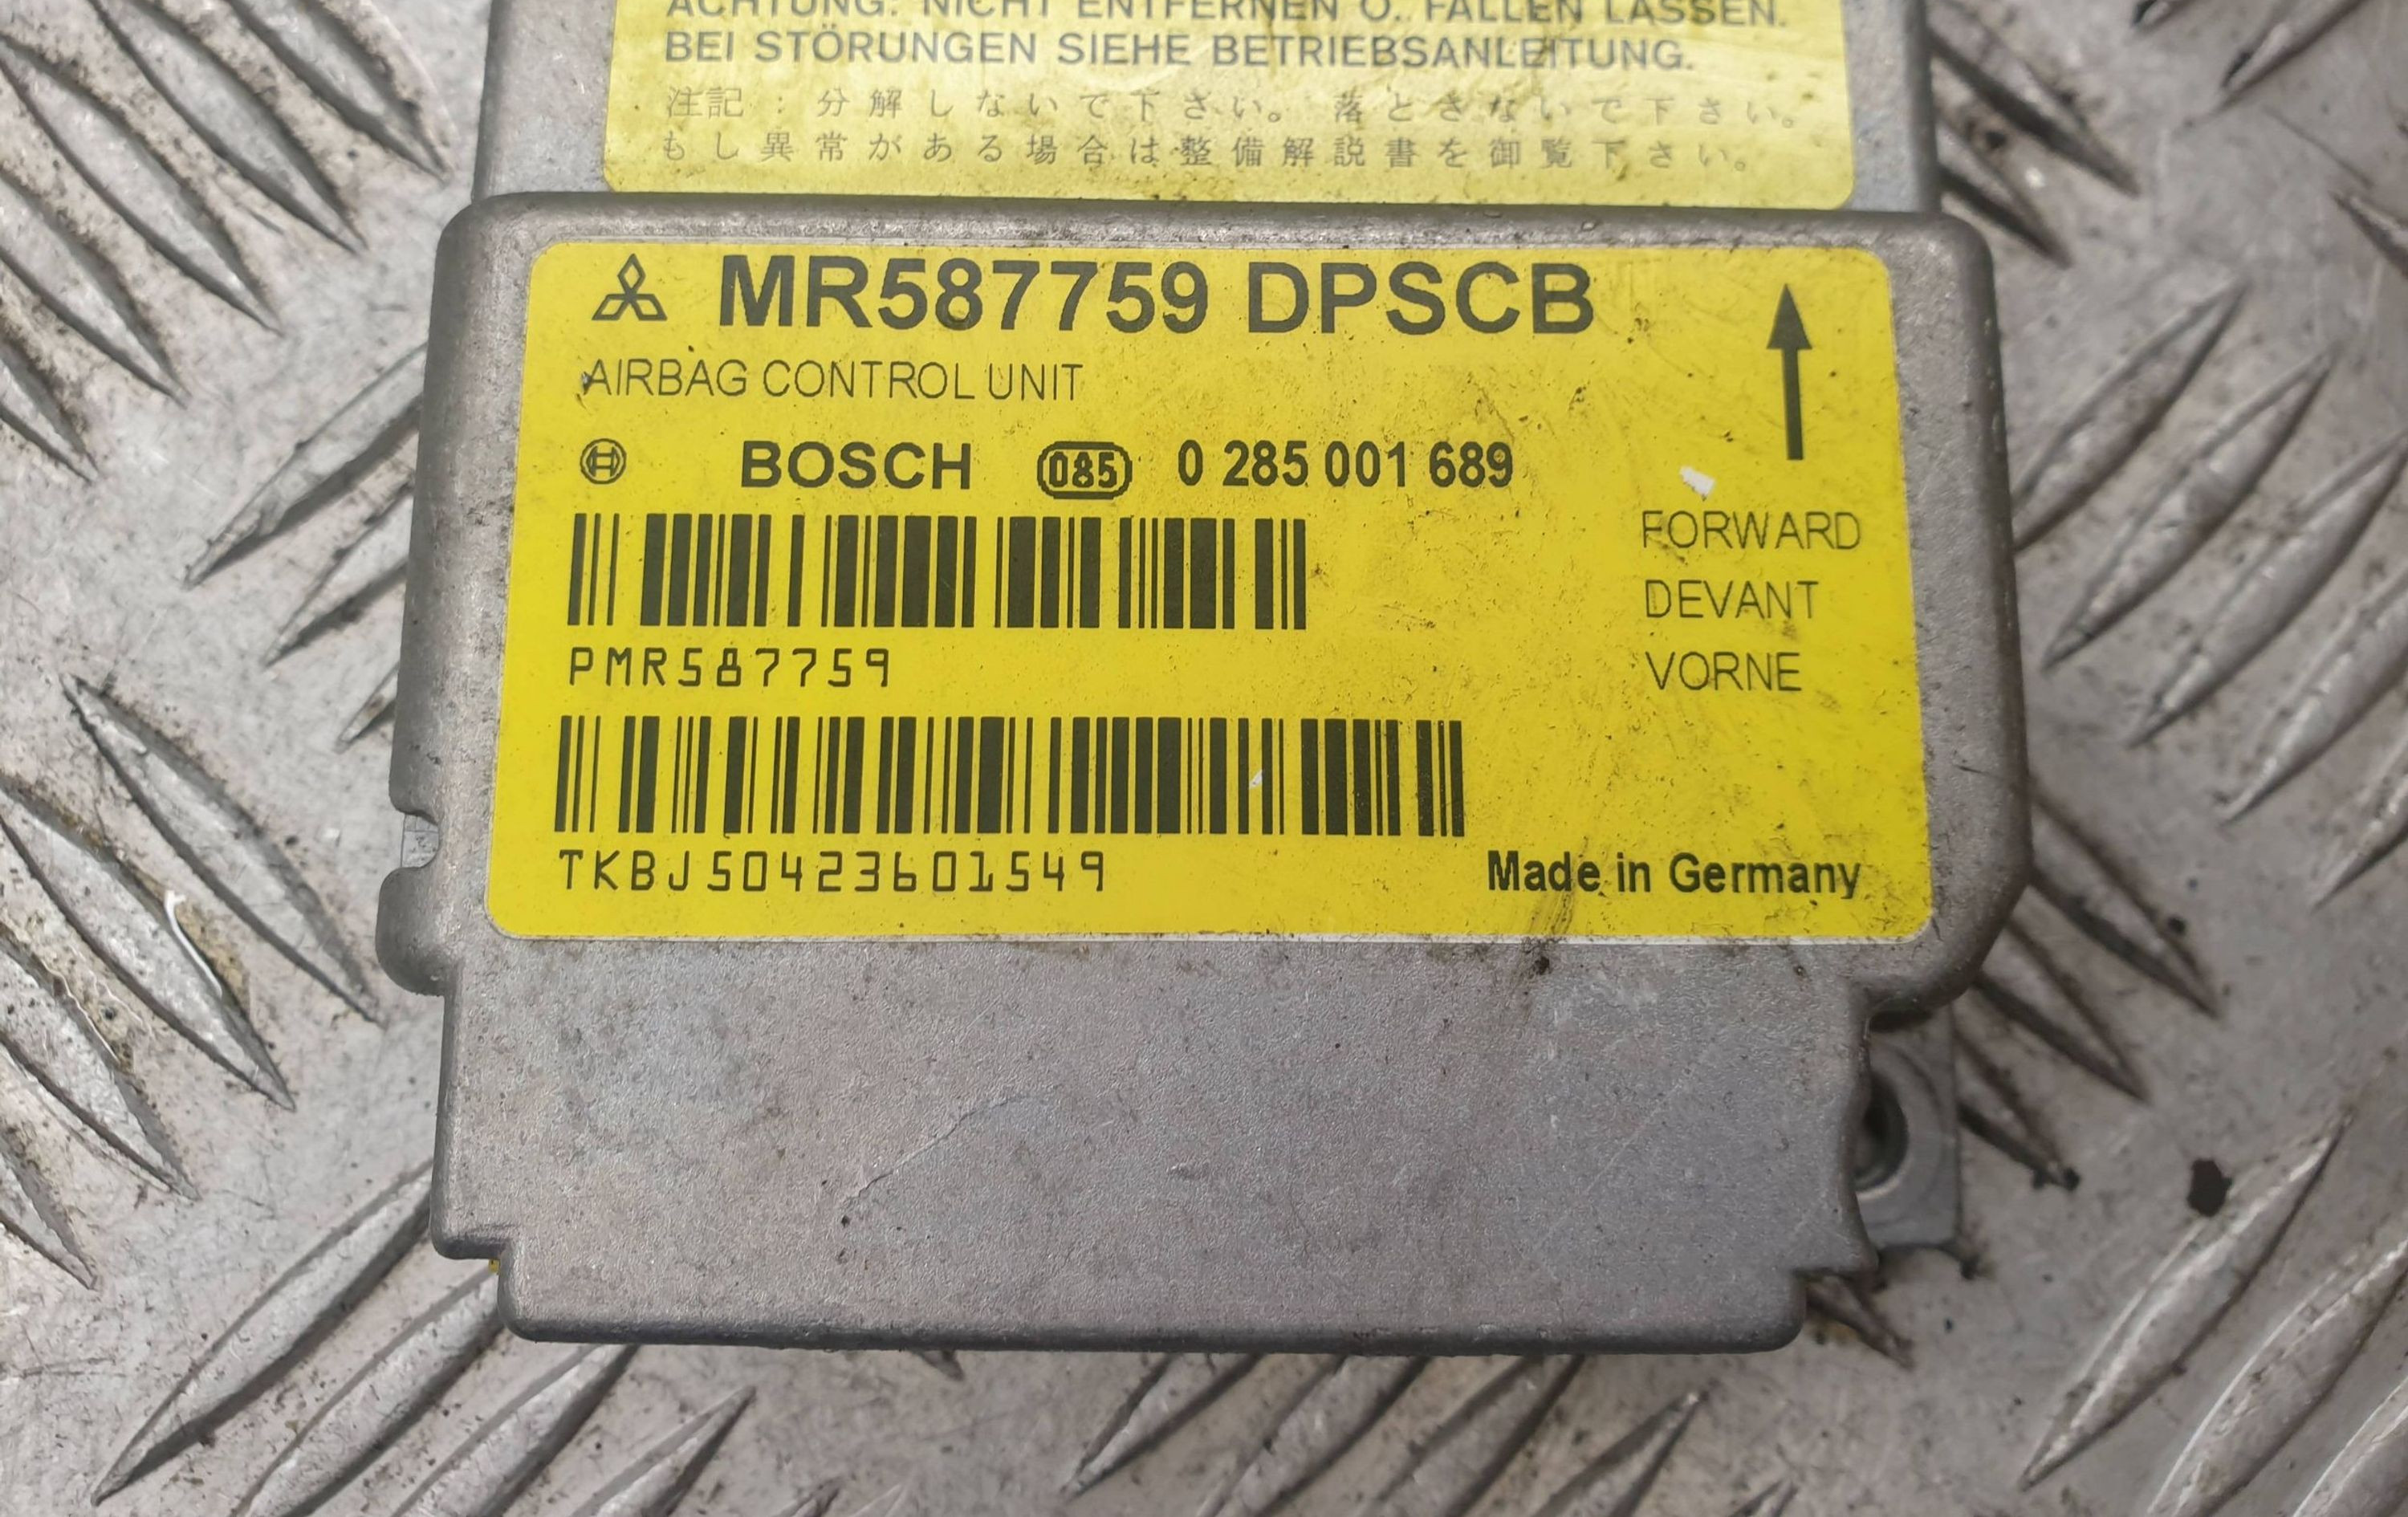 ACHTUNG: NICHT ENTFERNEN O. FALLEN LASSEN.
BEI STÖRUNGEN SIEHE BETRIEBSANLEITUNG.
注記：分解しないで下さい。落とさないで下さい。
もし異常がある場合は整備解説書を御覧下さい。
MR587759 DPSCB
AIRBAG CONTROL UNIT
BOSCH 085 0 285 001 689
FORWARD
DEVANT
VORNE
PMR587759
TKBJ50423601549
Made in Germany